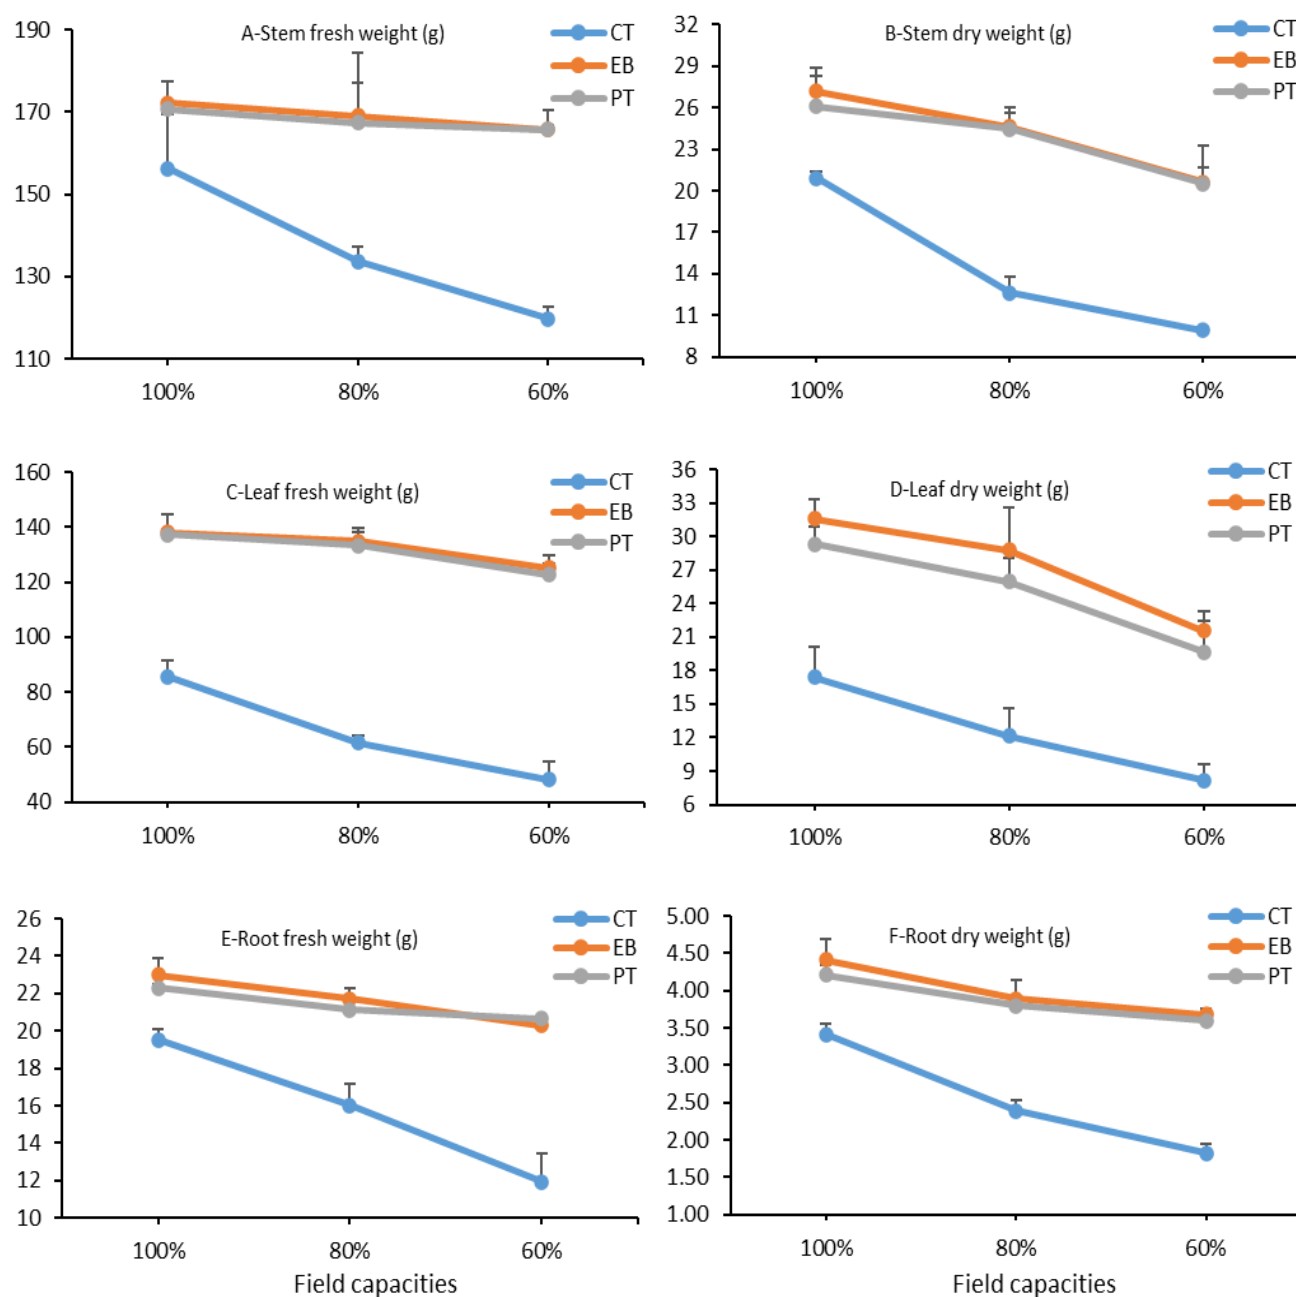 A-Stem fresh weight (g)
CT
EB
PT
190
170
150
130
110
100%
80%
60%
B-Stem dry weight (g)
CT
EB
PT
32
29
26
23
20
17
14
11
8
100%
80%
60%
C-Leaf fresh weight (g)
CT
EB
PT
160
140
120
100
80
60
40
100%
80%
60%
D-Leaf dry weight (g)
CT
EB
PT
36
33
30
27
24
21
18
15
12
9
6
100%
80%
60%
E-Root fresh weight (g)
CT
EB
PT
26
24
22
20
18
16
14
12
10
100%
80%
60%
Field capacities
F-Root dry weight (g)
CT
EB
PT
5.00
4.50
4.00
3.50
3.00
2.50
2.00
1.50
1.00
100%
80%
60%
Field capacities